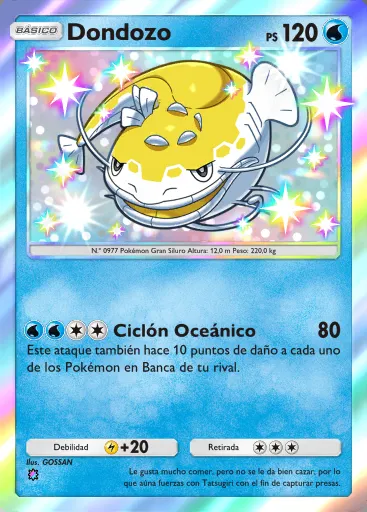 BÁSICO Dondozo PS 120
N.º 0977 Pokémon Gran Siluro Altura: 12,0 m Peso: 220,0 kg
Ciclón Oceánico 80
Este ataque también hace 10 puntos de daño a cada uno
de los Pokémon en Banca de tu rival.
Debilidad +20 Retirada
Ilus. GOSSAN
Le gusta mucho comer, pero no se le da bien cazar, por lo
que aúna fuerzas con Tatsugiri con el fin de capturar presas.